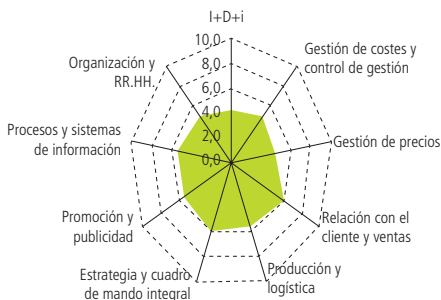 I+D+i
10,0
8,0
6,0
4,0
2,0
0,0
Gestión de costes y
control de gestión
Gestión de precios
Relación con el
cliente y ventas
Producción y
logística
Estrategia y cuadro
de mando integral
Promoción y
publicidad
Procesos y sistemas
de información
Organización y
RR.HH.